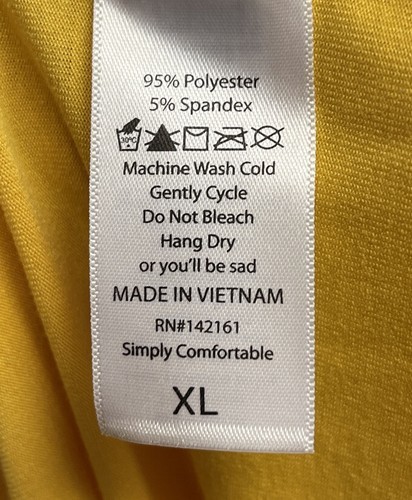 95% Polyester
5% Spandex
30°C
Machine Wash Cold
Gently Cycle
Do Not Bleach
Hang Dry
or you'll be sad
MADE IN VIETNAM
RN#142161
Simply Comfortable
XL